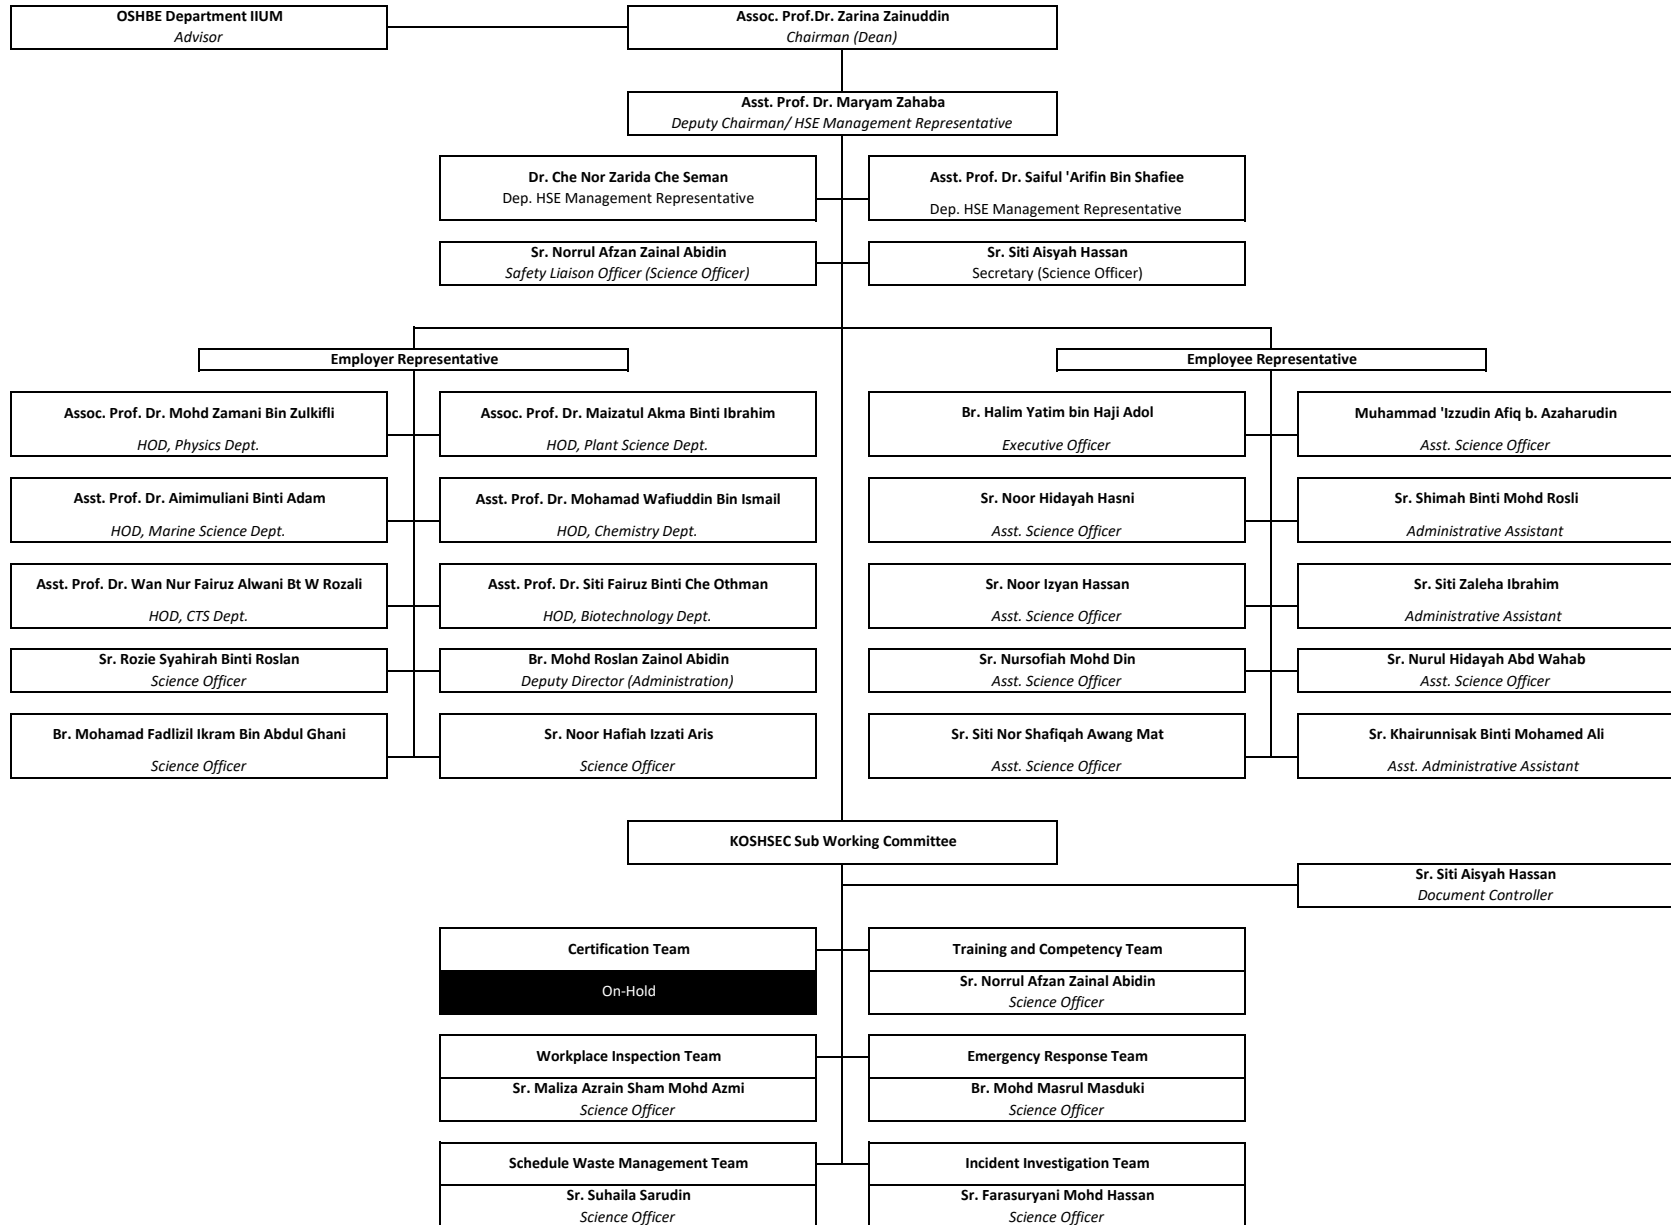 OSHBE Department IIUM
Advisor
Assoc. Prof.Dr. Zarina Zainuddin
Chairman (Dean)
Asst. Prof. Dr. Maryam Zahaba
Deputy Chairman/ HSE Management Representative
Dr. Che Nor Zarida Che Seman
Dep. HSE Management Representative
Asst. Prof. Dr. Saiful 'Arifin Bin Shafiee
Dep. HSE Management Representative
Sr. Norrul Afzan Zainal Abidin
Safety Liaison Officer (Science Officer)
Sr. Siti Aisyah Hassan
Secretary (Science Officer)
Employer Representative
Employee Representative
Assoc. Prof. Dr. Mohd Zamani Bin Zulkifli
HOD, Physics Dept.
Assoc. Prof. Dr. Maizatul Akma Binti Ibrahim
HOD, Plant Science Dept.
Br. Halim Yatim bin Haji Adol
Executive Officer
Muhammad 'Izzudin Afiq b. Azaharudin
Asst. Science Officer
Asst. Prof. Dr. Aimimuliani Binti Adam
HOD, Marine Science Dept.
Asst. Prof. Dr. Mohamad Wafiuddin Bin Ismail
HOD, Chemistry Dept.
Sr. Noor Hidayah Hasni
Asst. Science Officer
Sr. Shimah Binti Mohd Rosli
Administrative Assistant
Asst. Prof. Dr. Wan Nur Fairuz Alwani Bt W Rozali
HOD, CTS Dept.
Asst. Prof. Dr. Siti Fairuz Binti Che Othman
HOD, Biotechnology Dept.
Sr. Noor Izyan Hassan
Asst. Science Officer
Sr. Siti Zaleha Ibrahim
Administrative Assistant
Sr. Rozie Syahirah Binti Roslan
Science Officer
Br. Mohd Roslan Zainol Abidin
Deputy Director (Administration)
Sr. Nursofiah Mohd Din
Asst. Science Officer
Sr. Nurul Hidayah Abd Wahab
Asst. Science Officer
Br. Mohamad Fadlizil Ikram Bin Abdul Ghani
Science Officer
Sr. Noor Hafiah Izzati Aris
Science Officer
Sr. Siti Nor Shafiqah Awang Mat
Asst. Science Officer
Sr. Khairunnisak Binti Mohamed Ali
Asst. Administrative Assistant
KOSHSEC Sub Working Committee
Sr. Siti Aisyah Hassan
Document Controller
Certification Team
On-Hold
Training and Competency Team
Sr. Norrul Afzan Zainal Abidin
Science Officer
Workplace Inspection Team
Sr. Maliza Azrain Sham Mohd Azmi
Science Officer
Emergency Response Team
Br. Mohd Masrul Masduki
Science Officer
Schedule Waste Management Team
Sr. Suhaila Sarudin
Science Officer
Incident Investigation Team
Sr. Farasuryani Mohd Hassan
Science Officer